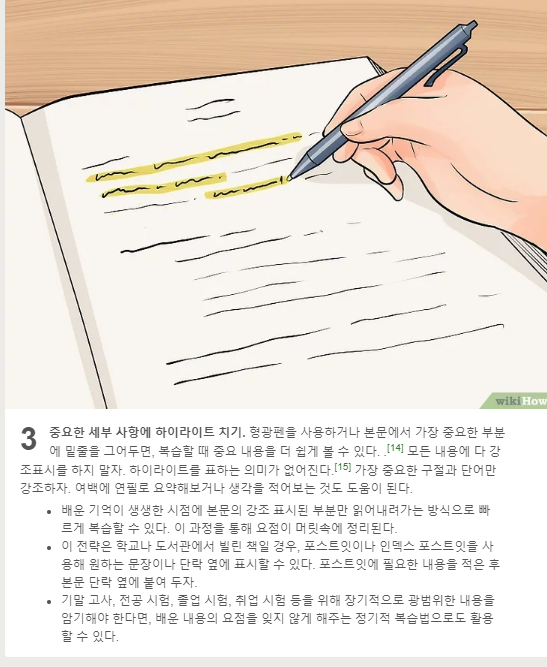 wikiHow
3 중요한 세부 사항에 하이라이트 치기. 형광펜을 사용하거나 본문에서 가장 중요한 부분
에 밑줄을 그어두면, 복습할 때 중요 내용을 더 쉽게 볼 수 있다. .[14] 모든 내용에 다 강
조표시를 하지 말자. 하이라이트를 표하는 의미가 없어진다.[15] 가장 중요한 구절과 단어만
강조하자. 여백에 연필로 요약해보거나 생각을 적어보는 것도 도움이 된다.
• 배운 기억이 생생한 시점에 본문의 강조 표시된 부분만 읽어내려가는 방식으로 빠
르게 복습할 수 있다. 이 과정을 통해 요점이 머릿속에 정리된다.
• 이 전략은 학교나 도서관에서 빌린 책일 경우, 포스트잇이나 인덱스 포스트잇을 사
용해 원하는 문장이나 단락 옆에 표시할 수 있다. 포스트잇에 필요한 내용을 적은 후
본문 단락 옆에 붙여 두자.
• 기말 고사, 전공 시험, 졸업 시험, 취업 시험 등을 위해 장기적으로 광범위한 내용을
암기해야 한다면, 배운 내용의 요점을 잊지 않게 해주는 정기적 복습법으로도 활용
할 수 있다.